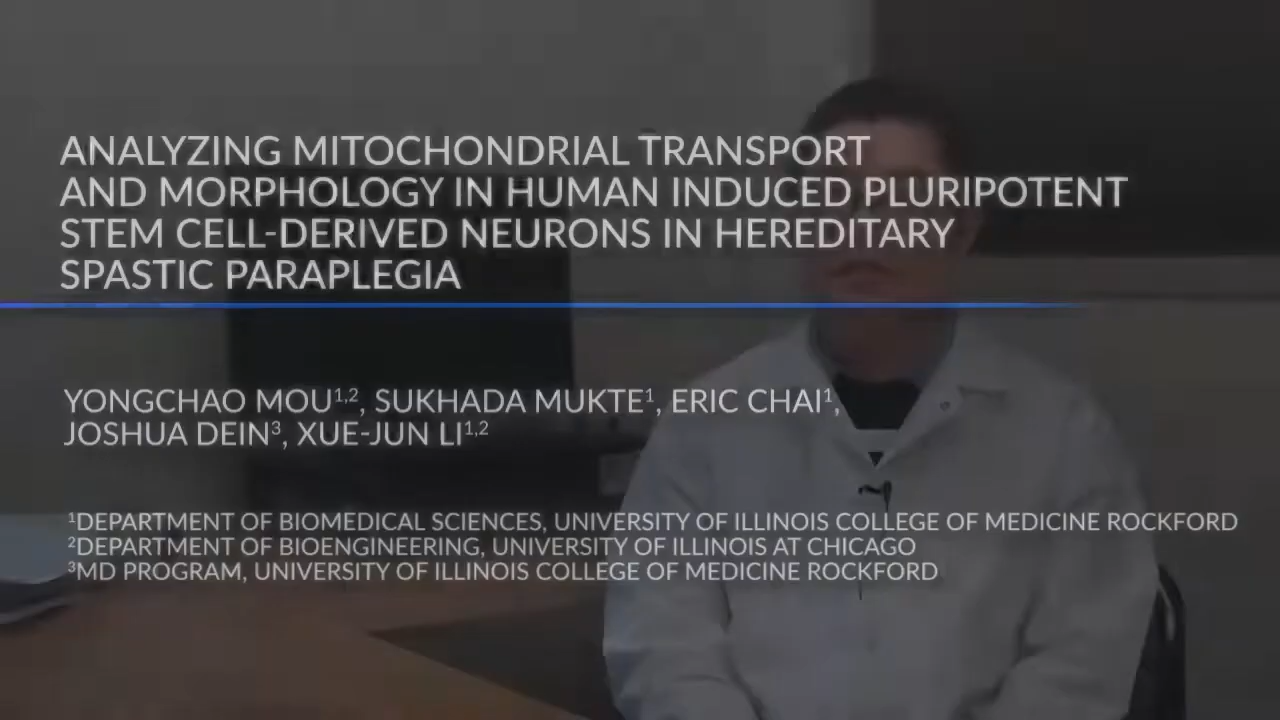 ANALYZING MITOCHONDRIAL TRANSPORT
AND MORPHOLOGY IN HUMAN INDUCED PLURIPOTENT
STEM CELL-DERIVED NEURONS IN HEREDITARY
SPASTIC PARAPLEGIA
YONGCHAO MOU¹,², SUKHADA MUKTE¹, ERIC CHAI¹,
JOSHUA DEIN³, XUE-JUN LI¹,²
¹DEPARTMENT OF BIOMEDICAL SCIENCES, UNIVERSITY OF ILLINOIS COLLEGE OF MEDICINE ROCKFORD
²DEPARTMENT OF BIOENGINEERING, UNIVERSITY OF ILLINOIS AT CHICAGO
³MD PROGRAM, UNIVERSITY OF ILLINOIS COLLEGE OF MEDICINE ROCKFORD